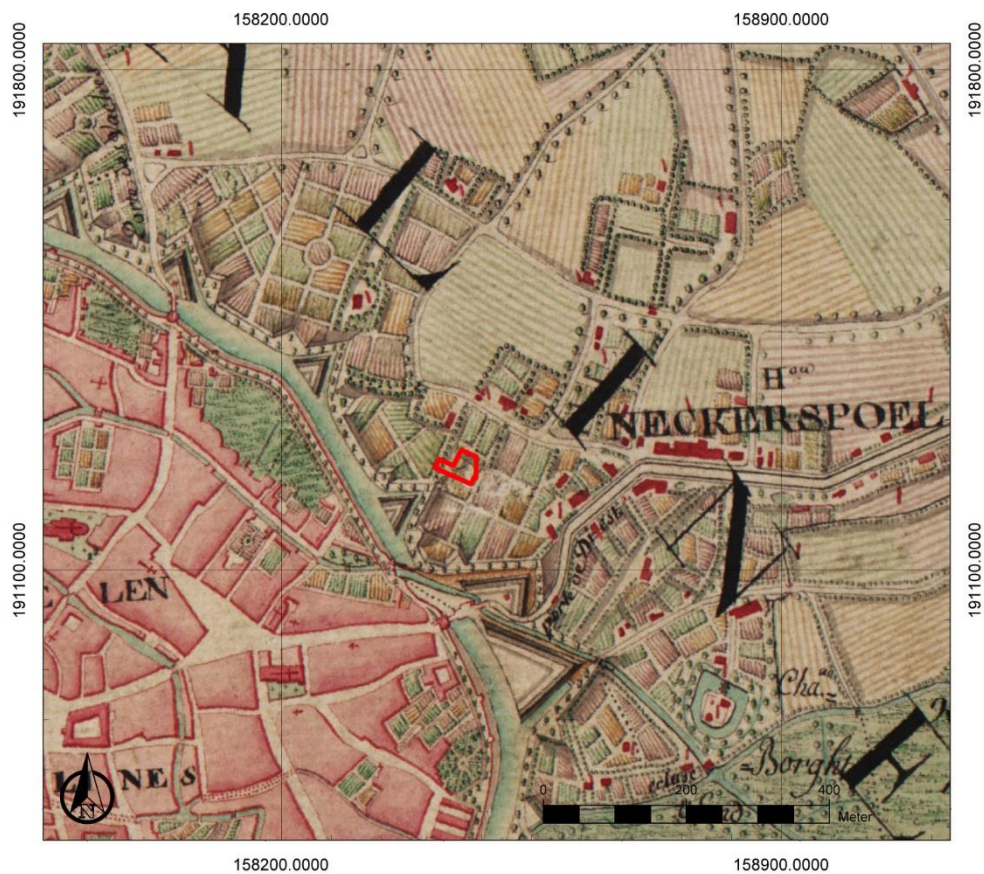 158200.0000
158900.0000
191800.0000
191800.0000
H
NECKERSPOEL
191100.0000
191100.0000
porte de Diest
LEN
Cha.
NES
Borght
ecluse
0
200
400
Meter
N
158200.0000
158900.0000